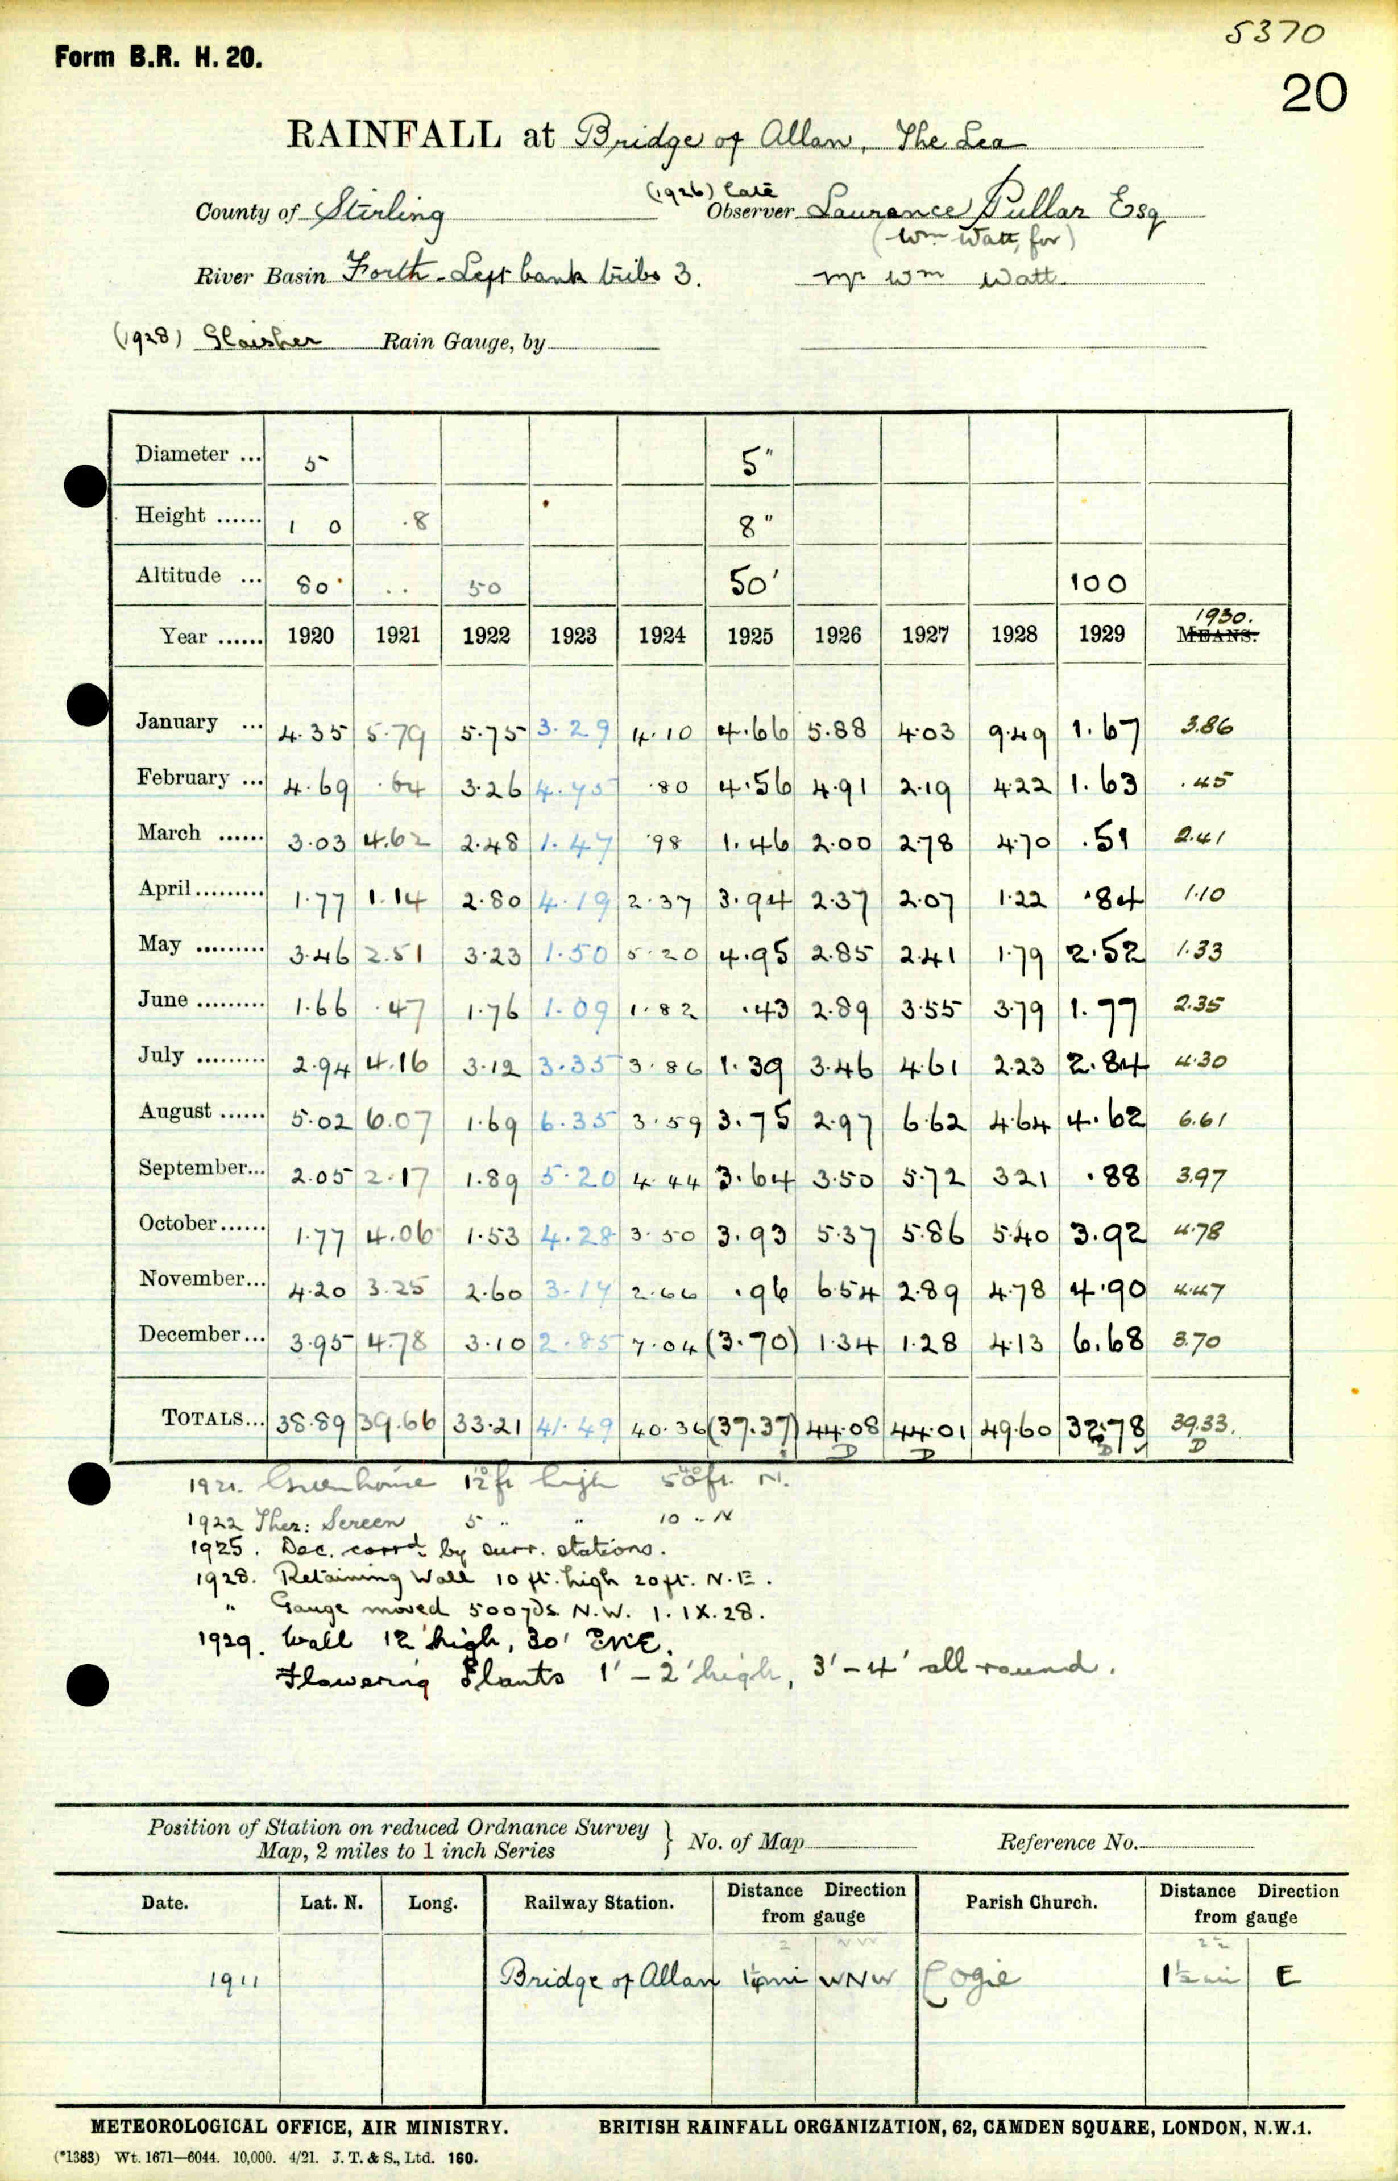 5370
Form B.R. H. 20.
20
RAINFALL at Bridge of Allan, The Lea
(1926) late
County of Stirling Observer Laurence Pullar Esq
(Wm Watt, for)
River Basin Forth - Left bank tribs 3. Mr Wm Watt
(1928) Glaisher Rain Gauge, by
Diameter ... 5 5"
Height ...... 1 0 .8 8"
Altitude ... 80 .. 50 50' 100
1930.
Year ...... 1920 1921 1922 1923 1924 1925 1926 1927 1928 1929 MEANS.
January ... 4.35 5.79 5.75 3.29 4.10 4.66 5.88 4.03 9.49 1.67 3.86
February ... 4.69 .64 3.26 4.75 .80 4.56 4.91 2.19 4.22 1.63 .45
March ...... 3.03 4.62 2.48 1.47 .98 1.46 2.00 2.78 4.70 .51 2.41
April ......... 1.77 1.14 2.80 4.19 2.37 3.94 2.37 2.07 1.22 .84 1.10
May ......... 3.46 2.51 3.23 1.50 5.20 4.95 2.85 2.41 1.79 2.52 1.33
June ......... 1.66 .47 1.76 1.09 1.82 .43 2.89 3.55 3.79 1.77 2.35
July ......... 2.94 4.16 3.12 3.35 3.86 1.39 3.46 4.61 2.23 2.84 4.30
August ...... 5.02 6.07 1.69 6.35 3.59 3.75 2.97 6.62 4.64 4.62 6.61
September... 2.05 2.17 1.89 5.20 4.44 3.64 3.50 5.72 3.21 .88 3.97
October...... 1.77 4.06 1.53 4.28 3.50 3.93 5.37 5.86 5.40 3.92 4.78
November... 4.20 3.25 2.60 3.17 2.66 .96 6.54 2.89 4.78 4.90 4.47
December... 3.95 4.78 3.10 2.85 7.04 (3.70) 1.34 1.28 4.13 6.68 3.70
TOTALS... 38.89 39.66 33.21 41.49 40.36 (37.37) 44.08 44.01 49.60 32.78 39.33.
D D D D
1921. Greenhouse 12 ft high ft. N.
1922 Ther: Screen 5 " " 10 " N
1925. Dec. corrd. by surr. stations.
1928. Retaining Wall 10 ft. high 20 ft. N.E.
" Gauge moved 500 yds. N.W. 1.IX.28.
1929. Wall 12' high, 30' ENE.
Flowering Plants 1' - 2' high, 3' - 4' all round.
Position of Station on reduced Ordnance Survey
Map, 2 miles to 1 inch Series } No. of Map Reference No.
Date. Lat. N. Long. Railway Station. Distance Direction from gauge Parish Church. Distance Direction from gauge
2 NW 2½
1911 Bridge of Allan 1¼ mi WNW Logie 1½ mi E
METEOROLOGICAL OFFICE, AIR MINISTRY. BRITISH RAINFALL ORGANIZATION, 62, CAMDEN SQUARE, LONDON, N.W.1.
(*1383) Wt. 1671—6044. 10,000. 4/21. J. T. & S., Ltd. 160.